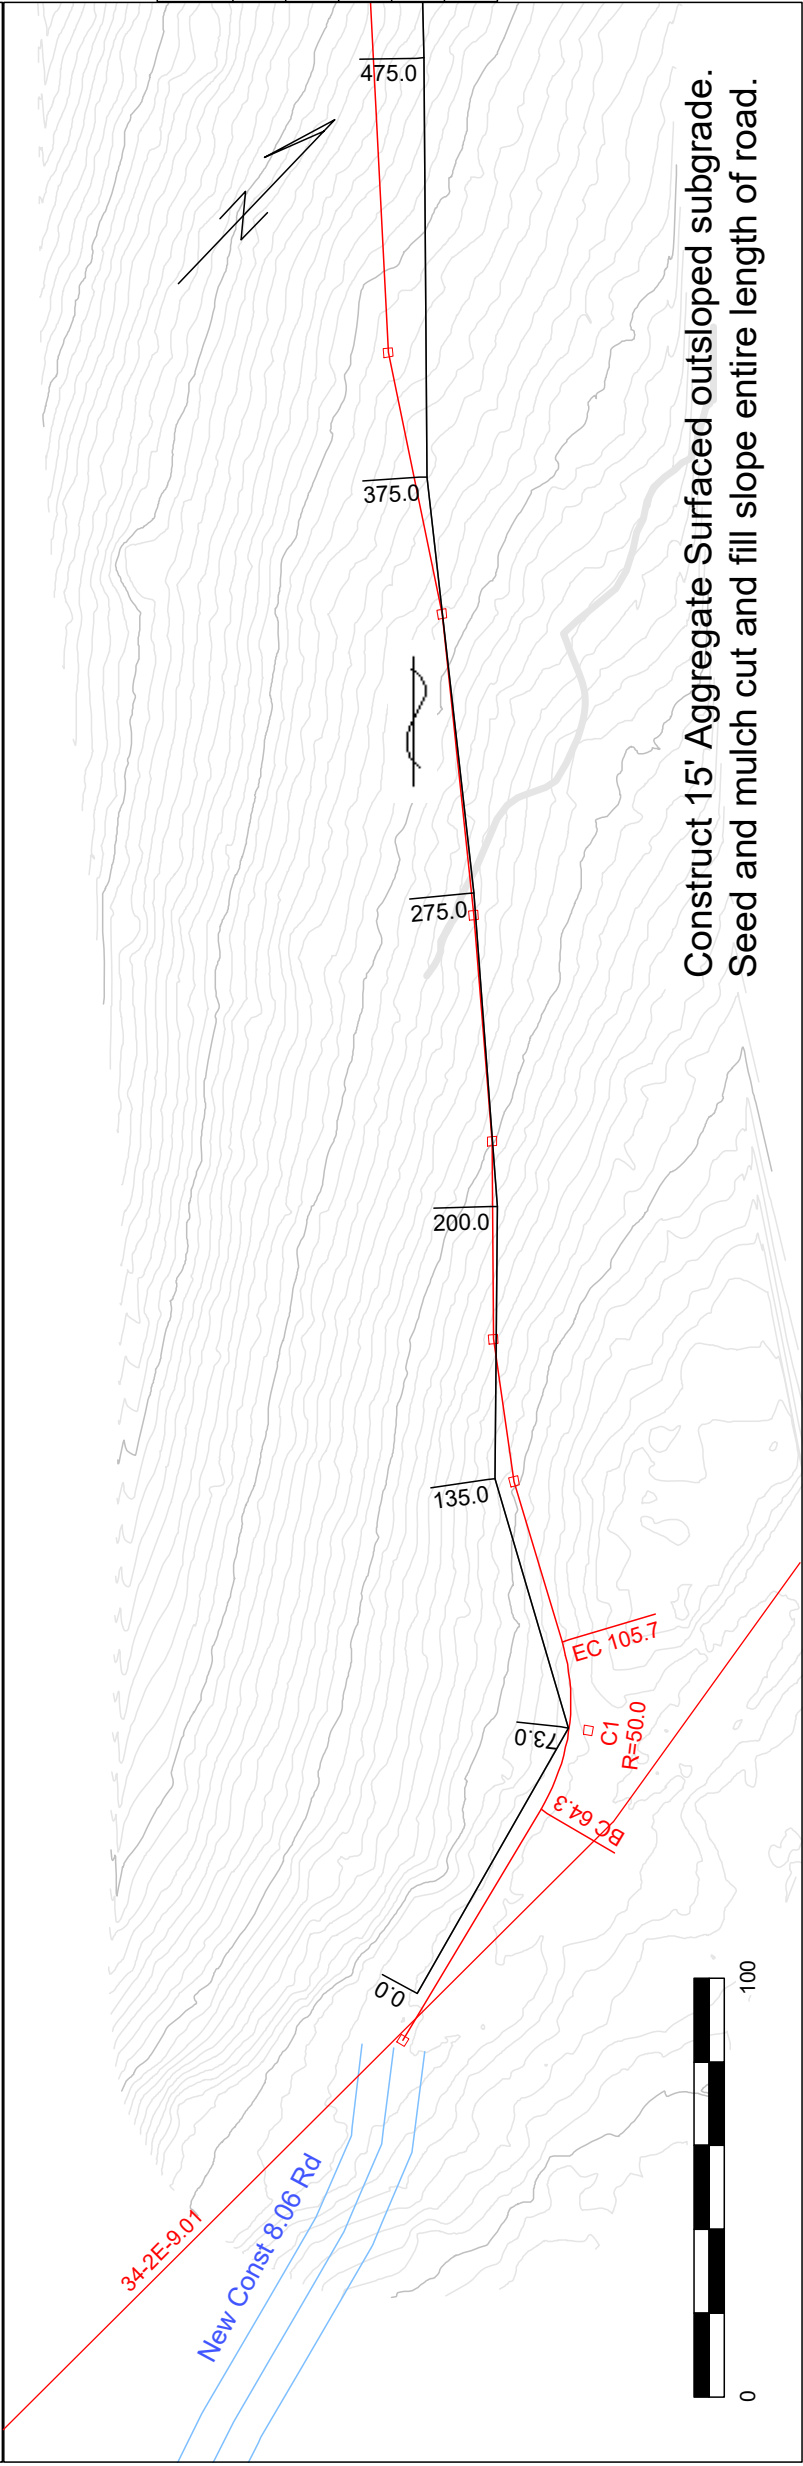 475.0
375.0
275.0
200.0
135.0
EC 105.7
73.0
C1
R=50.0
BC 64.3
0.0
34-2E-9.01
New Const 8.06 Rd
Construct 15' Aggregate Surfaced outsloped subgrade.
Seed and mulch cut and fill slope entire length of road.
0
100